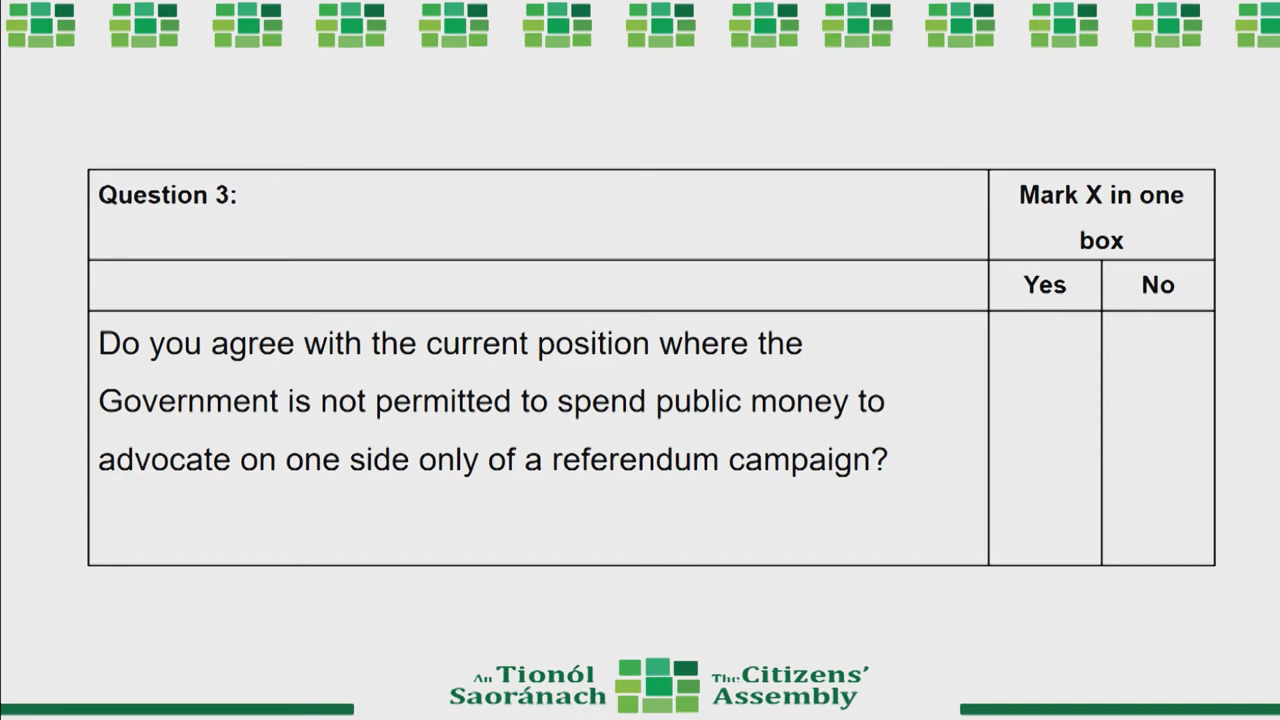 Question 3:
Mark X in one
box
Yes
No
Do you agree with the current position where the
Government is not permitted to spend public money to
advocate on one side only of a referendum campaign?
An Tionól
Saoránach
The Citizens'
Assembly